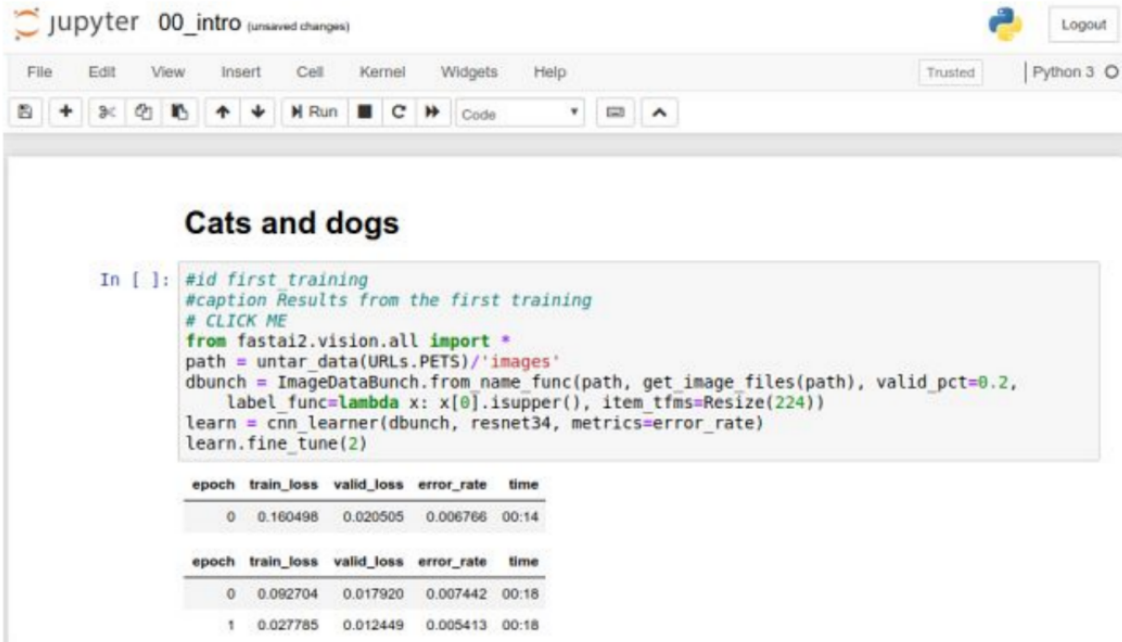 jupyter 00_intro (unsaved changes) Logout
File Edit View Insert Cell Kernel Widgets Help Trusted Python 3
Run Code
Cats and dogs
In [ ]: #id first_training
#caption Results from the first training
# CLICK ME
from fastai2.vision.all import *
path = untar_data(URLs.PETS)/'images'
dbunch = ImageDataBunch.from_name_func(path, get_image_files(path), valid_pct=0.2,
    label_func=lambda x: x[0].isupper(), item_tfms=Resize(224))
learn = cnn_learner(dbunch, resnet34, metrics=error_rate)
learn.fine_tune(2)
epoch train_loss valid_loss error_rate time
0 0.160498 0.020505 0.006766 00:14
epoch train_loss valid_loss error_rate time
0 0.092704 0.017920 0.007442 00:18
1 0.027785 0.012449 0.005413 00:18